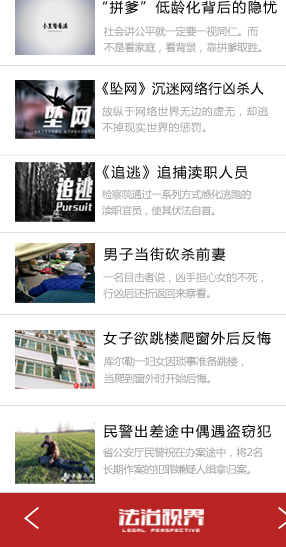 小黑餐看法
“拼爹”低龄化背后的隐忧
社会讲公平就一定要一视同仁。而
不是看家庭，看背景，靠拼爹取胜。
坠网
《坠网》沉迷网络行凶杀人
放纵于网络世界无边的虚无，却逃
不掉现实世界的惩罚。
追逃
Pursuit
《追逃》追捕渎职人员
检察院通过一系列方式感化逃跑的
渎职官员，使其伏法自首。
男子当街砍杀前妻
一名目击者说，凶手担心女的不死，
行凶后还折返回来察看。
女子欲跳楼爬窗外后反悔
库尔勒一妇女因琐事准备跳楼，
当爬到窗外时开始后悔。
民警出差途中偶遇盗窃犯
省公安厅民警祝在办案途中，将2名
长期作案的犯罪嫌疑人缉拿归案。
法治视界
LEGAL PERSPECTIVE